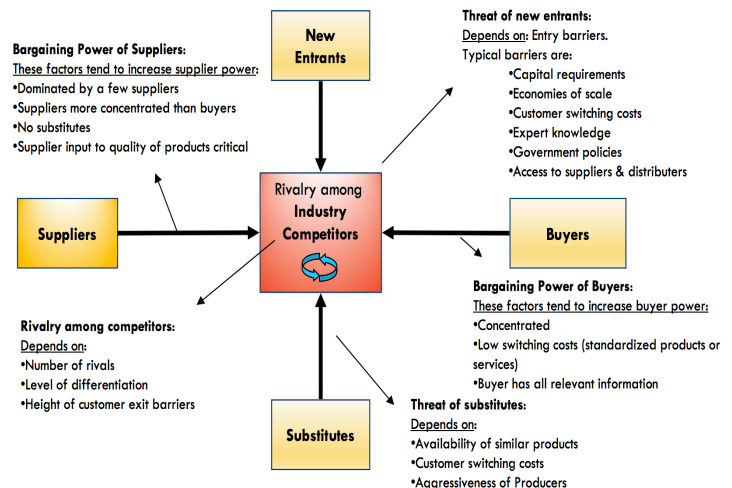 Threat of new entrants:
Depends on: Entry barriers.
Typical barriers are:
•Capital requirements
•Economies of scale
•Customer switching costs
•Expert knowledge
•Government policies
•Access to suppliers & distributers
New
Entrants
Bargaining Power of Suppliers:
These factors tend to increase supplier power:
•Dominated by a few suppliers
•Suppliers more concentrated than buyers
•No substitutes
•Supplier input to quality of products critical
Rivalry among
Industry
Competitors
Suppliers
Buyers
Bargaining Power of Buyers:
These factors tend to increase buyer power:
•Concentrated
•Low switching costs (standardized products or
services)
•Buyer has all relevant information
Rivalry among competitors:
Depends on:
•Number of rivals
•Level of differentiation
•Height of customer exit barriers
Substitutes
Threat of substitutes:
Depends on:
•Availability of similar products
•Customer switching costs
•Aggressiveness of Producers